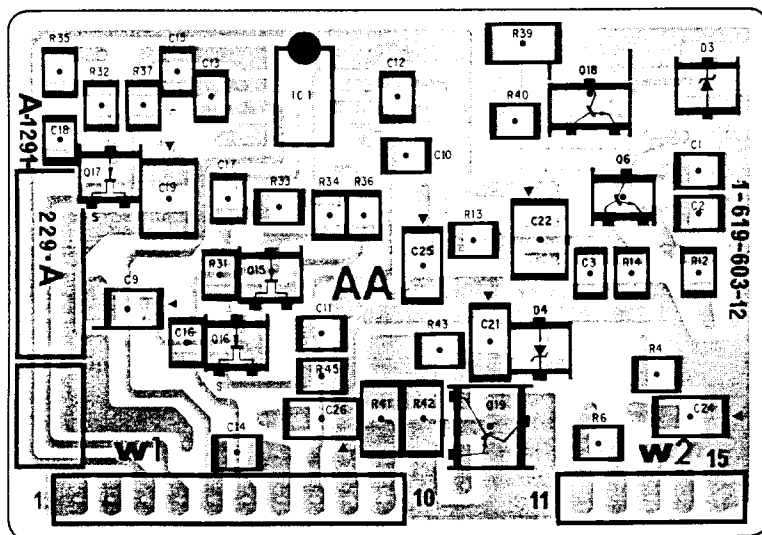 R35
C15
R39
D3
R32
R37
C13
C12
Q18
IC1
R40
A-1291-
C18
C10
C1
Q17
Q6
C19
C17
R33
R34
R36
C2
S
229-A
R13
C22
1-619-603-12
C25
R31
Q15
C3
R14
R12
AA
C9
C11
C21
D4
C16
Q16
R43
R45
R4
S
C26
R41
R42
Q19
C24
C14
R6
W1
W2
15
1
10
11